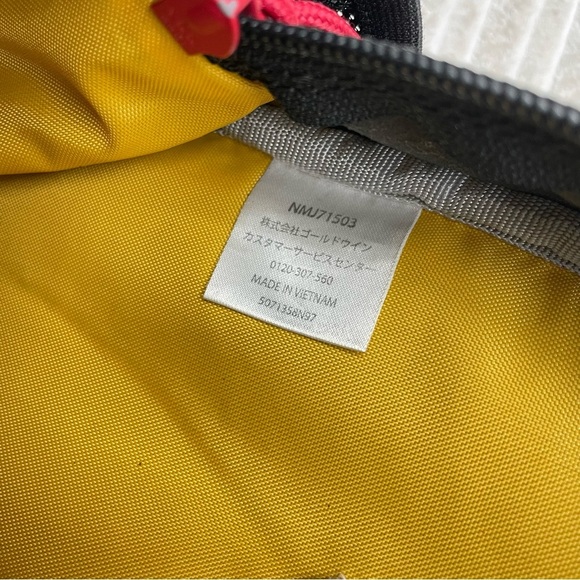 NMJ71503
株式会社ゴールドウイン
カスタマーサービスセンター
0120-307-560
MADE IN VIETNAM
5071358N97